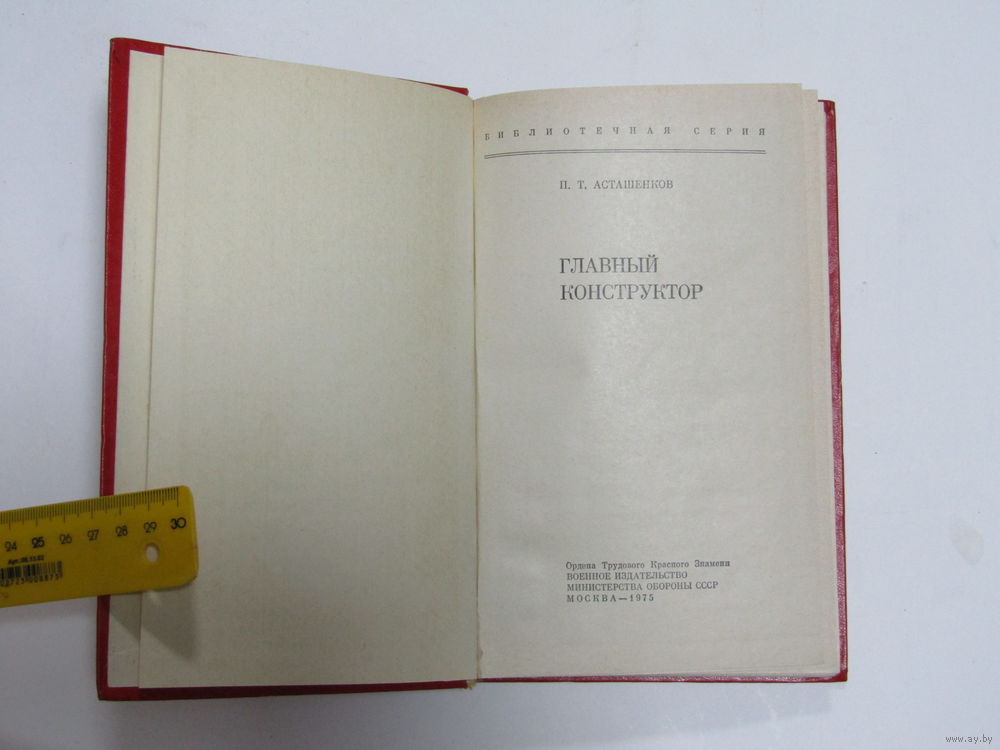 БИБЛИОТЕЧНАЯ СЕРИЯ
П. Т. АСТАШЕНКОВ
ГЛАВНЫЙ
КОНСТРУКТОР
Ордена Трудового Красного Знамени
ВОЕННОЕ ИЗДАТЕЛЬСТВО
МИНИСТЕРСТВА ОБОРОНЫ СССР
МОСКВА—1975
24 25 26 27 28 29 30
www.ay.by